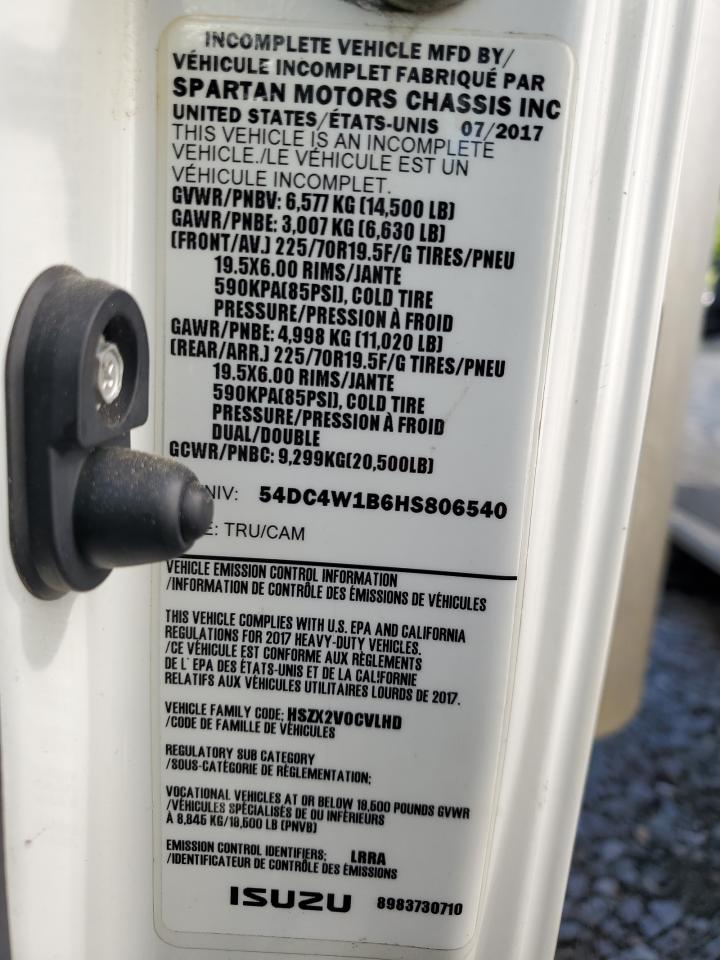 INCOMPLETE VEHICLE MFD BY/
VÉHICULE INCOMPLET FABRIQUÉ PAR
SPARTAN MOTORS CHASSIS INC
UNITED STATES/ÉTATS-UNIS 07/2017
THIS VEHICLE IS AN INCOMPLETE
VEHICLE./LE VÉHICULE EST UN
VÉHICULE INCOMPLET.
GVWR/PNBV: 6,577 KG (14,500 LB)
GAWR/PNBE: 3,007 KG (6,630 LB)
(FRONT/AV.) 225/70R19.5F/G TIRES/PNEU
19.5X6.00 RIMS/JANTE
590KPA(85PSI), COLD TIRE
PRESSURE/PRESSION À FROID
GAWR/PNBE: 4,998 KG (11,020 LB)
(REAR/ARR.) 225/70R19.5F/G TIRES/PNEU
19.5X6.00 RIMS/JANTE
590KPA(85PSI), COLD TIRE
PRESSURE/PRESSION À FROID
DUAL/DOUBLE
GCWR/PNBC: 9,299KG(20,500LB)
NIV: 54DC4W1B6HS806540
E: TRU/CAM
VEHICLE EMISSION CONTROL INFORMATION
/INFORMATION DE CONTRÔLE DES ÉMISSIONS DE VÉHICULES
THIS VEHICLE COMPLIES WITH U.S. EPA AND CALIFORNIA
REGULATIONS FOR 2017 HEAVY-DUTY VEHICLES.
/CE VÉHICULE EST CONFORME AUX RÈGLEMENTS
DE L' EPA DES ÉTATS-UNIS ET DE LA CALIFORNIE
RELATIFS AUX VÉHICULES UTILITAIRES LOURDS DE 2017.
VEHICLE FAMILY CODE: HSZX2VOCVLHD
/CODE DE FAMILLE DE VÉHICULES
REGULATORY SUB CATEGORY
/SOUS-CATÉGORIE DE RÈGLEMENTATION;
VOCATIONAL VEHICLES AT OR BELOW 19,500 POUNDS GVWR
/VÉHICULES SPÉCIALISÉS DE OU INFÉRIEURS
À 8,845 KG/19,500 LB (PNVB)
EMISSION CONTROL IDENTIFIERS; LRRA
/IDENTIFICATEUR DE CONTRÔLE DES ÉMISSIONS
ISUZU 8983730710